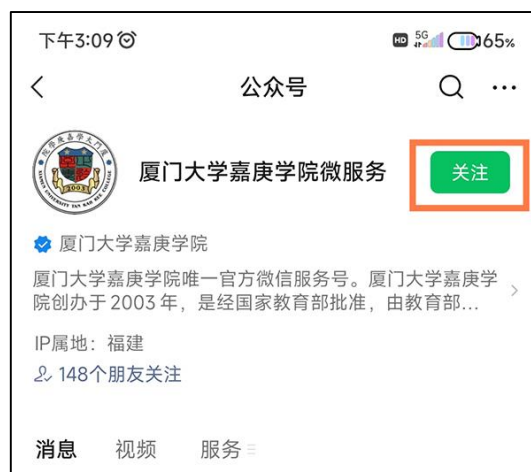 下午3:09
HD 5G 65%
公众号
厦门大学嘉庚学院微服务
关注
厦门大学嘉庚学院
厦门大学嘉庚学院唯一官方微信服务号。厦门大学嘉庚学
院创办于2003年，是经国家教育部批准，由教育部...
IP属地：福建
148个朋友关注
消息 视频 服务